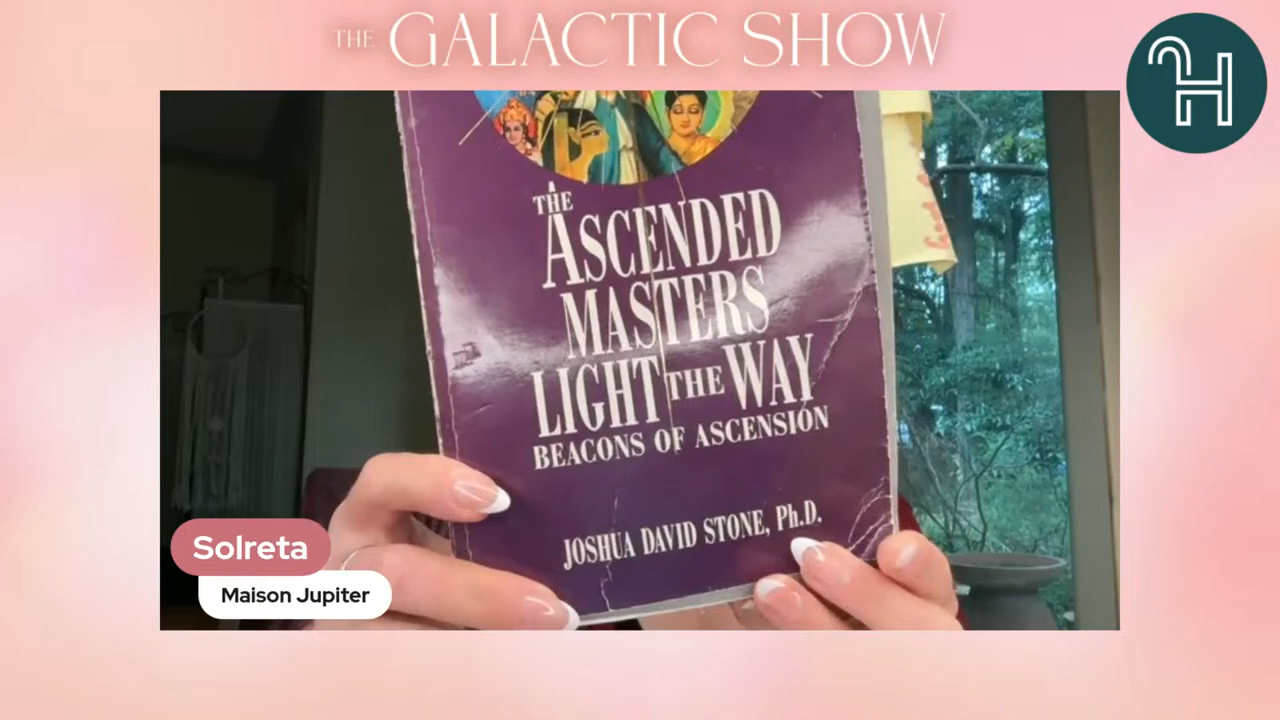 THE GALACTIC SHOW
H
THE
ASCENDED
MASTERS
LIGHT THE WAY
BEACONS OF ASCENSION
JOSHUA DAVID STONE, Ph.D.
Solreta
Maison Jupiter